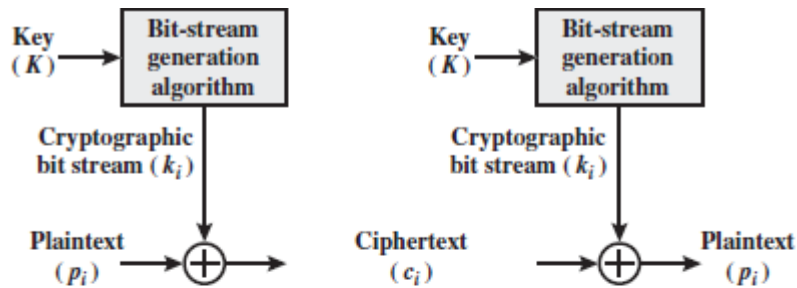 Key
(K)
Bit-stream
generation
algorithm
Cryptographic
bit stream (kᵢ)
Plaintext
(pᵢ)
Ciphertext
(cᵢ)
Key
(K)
Bit-stream
generation
algorithm
Cryptographic
bit stream (kᵢ)
Plaintext
(pᵢ)